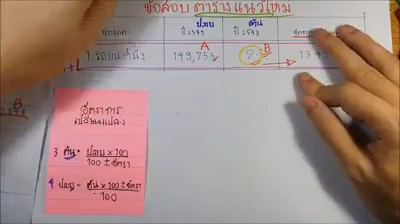 ข้อสอบ ตารางแนวใหม่
ปลาย ต้น
ปี 2549 ปี 2548
A B
1 รถยนต์นั่ง 149,753 ?
อัตราการ
เปลี่ยนแปลง
3 ต้น = ปลาย × 100
100 ± อัตรา
4 ปลาย = ต้น × 100 ± อัตรา
100